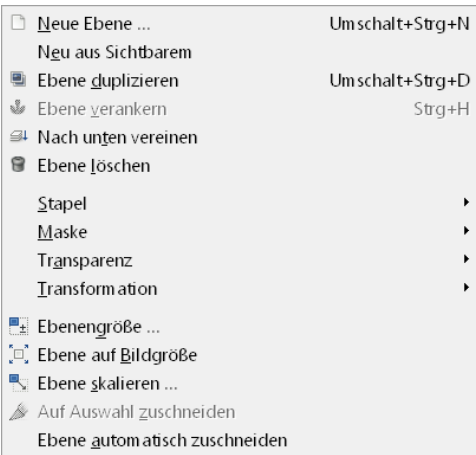 Neue Ebene ... Umschalt+Strg+N
Neu aus Sichtbarem
Ebene duplizieren Umschalt+Strg+D
Ebene verankern Strg+H
Nach unten vereinen
Ebene löschen
Stapel
Maske
Transparenz
Transformation
Ebenengröße ...
Ebene auf Bildgröße
Ebene skalieren ...
Auf Auswahl zuschneiden
Ebene automatisch zuschneiden